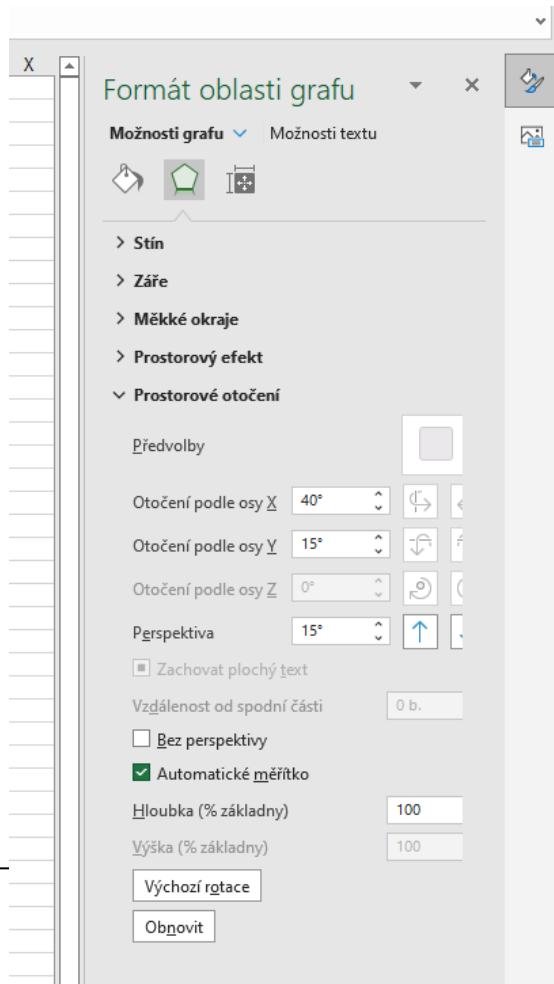 X
Formát oblasti grafu
Možnosti grafu Možnosti textu
Stín
Záře
Měkké okraje
Prostorový efekt
Prostorové otočení
Předvolby
Otočení podle osy X 40°
Otočení podle osy Y 15°
Otočení podle osy Z 0°
Perspektiva 15°
Zachovat plochý text
Vzdálenost od spodní části 0 b.
Bez perspektivy
Automatické měřítko
Hloubka (% základny) 100
Výška (% základny) 100
Výchozí rotace
Obnovit